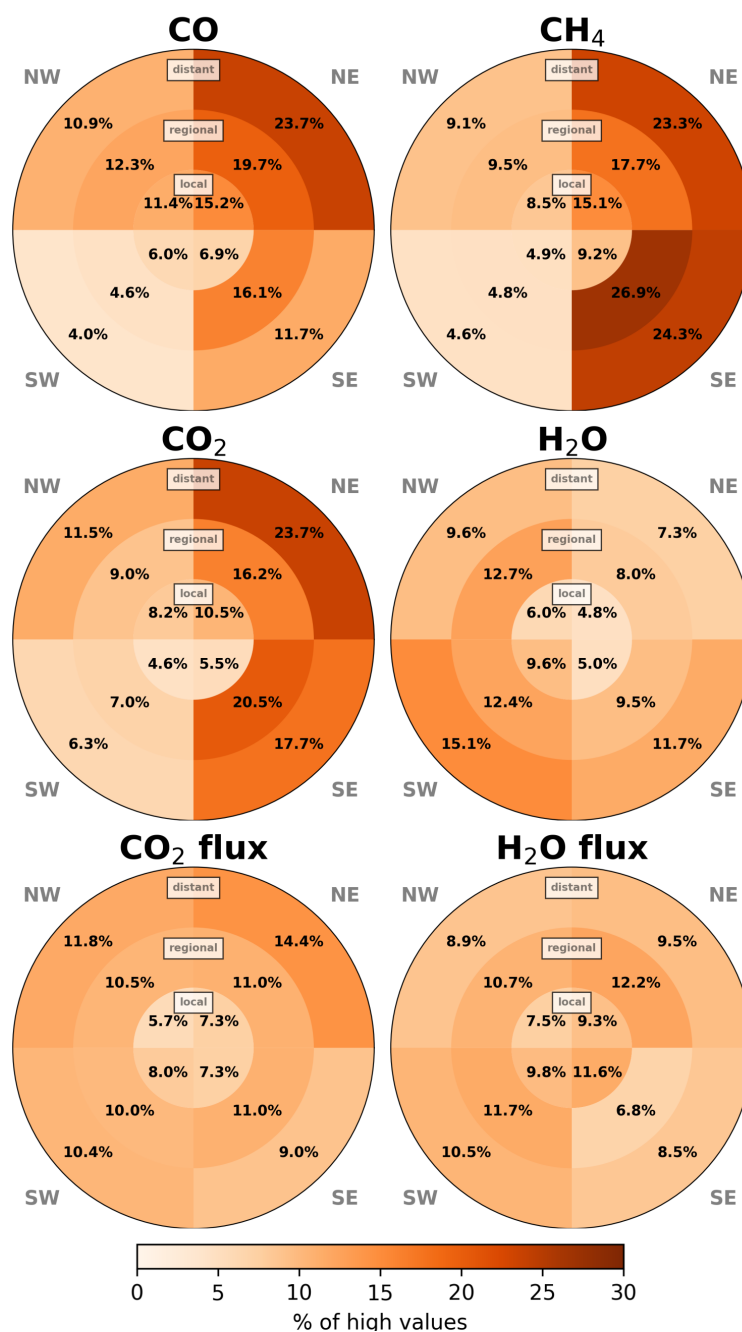 CO CH₄
NW distant NE NW distant NE
10.9% 23.7% 9.1% 23.3%
regional regional
12.3% 19.7% 9.5% 17.7%
local local
11.4% 15.2% 8.5% 15.1%
6.0% 6.9% 4.9% 9.2%
4.6% 16.1% 4.8% 26.9%
4.0% 11.7% 4.6% 24.3%
SW SE SW SE
CO₂ H₂O
NW distant NE NW distant NE
11.5% 23.7% 9.6% 7.3%
regional regional
9.0% 16.2% 12.7% 8.0%
local local
8.2% 10.5% 6.0% 4.8%
4.6% 5.5% 9.6% 5.0%
7.0% 20.5% 12.4% 9.5%
6.3% 17.7% 15.1% 11.7%
SW SE SW SE
CO₂ flux H₂O flux
NW distant NE NW distant NE
11.8% 14.4% 8.9% 9.5%
regional regional
10.5% 11.0% 10.7% 12.2%
local local
5.7% 7.3% 7.5% 9.3%
8.0% 7.3% 9.8% 11.6%
10.0% 11.0% 11.7% 6.8%
10.4% 9.0% 10.5% 8.5%
SW SE SW SE
0 5 10 15 20 25 30
% of high values